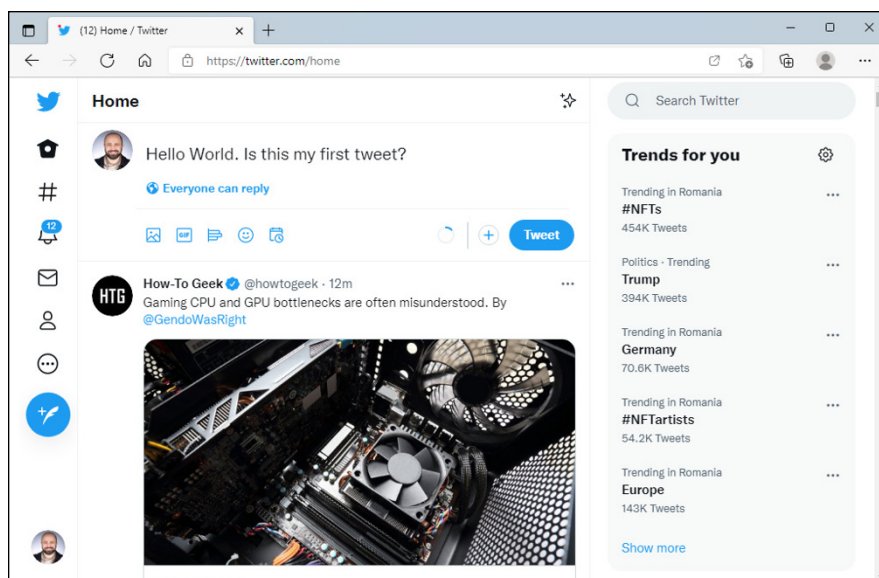 (12) Home / Twitter
https://twitter.com/home
Home
Search Twitter
Hello World. Is this my first tweet?
Everyone can reply
GIF
Tweet
12
How-To Geek @howtogeek · 12m
HTG
Gaming CPU and GPU bottlenecks are often misunderstood. By
@GendoWasRight
Trends for you
Trending in Romania
#NFTs
454K Tweets
Politics · Trending
Trump
394K Tweets
Trending in Romania
Germany
70.6K Tweets
Trending in Romania
#NFTartists
54.2K Tweets
Trending in Romania
Europe
143K Tweets
Show more